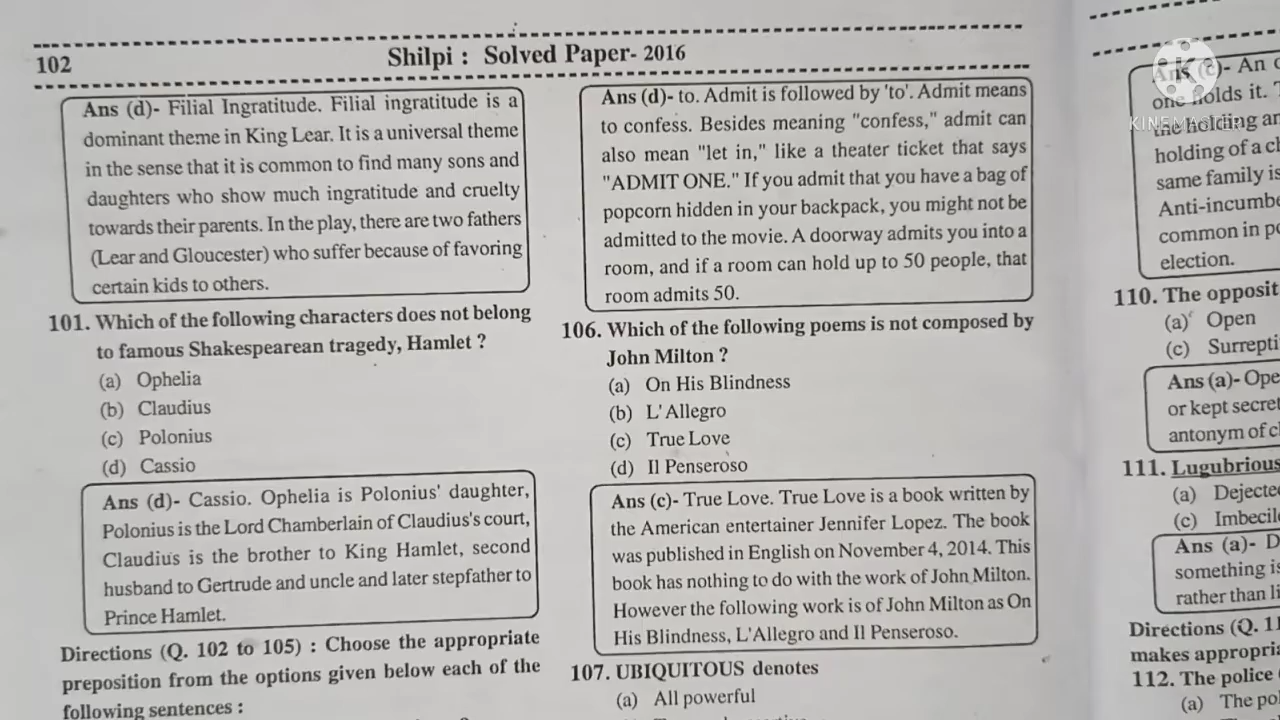 102
Shilpi : Solved Paper- 2016
Ans (d)- Filial Ingratitude. Filial ingratitude is a
dominant theme in King Lear. It is a universal theme
in the sense that it is common to find many sons and
daughters who show much ingratitude and cruelty
towards their parents. In the play, there are two fathers
(Lear and Gloucester) who suffer because of favoring
certain kids to others.
101. Which of the following characters does not belong
to famous Shakespearean tragedy, Hamlet ?
(a) Ophelia
(b) Claudius
(c) Polonius
(d) Cassio
Ans (d)- Cassio. Ophelia is Polonius' daughter,
Polonius is the Lord Chamberlain of Claudius's court,
Claudius is the brother to King Hamlet, second
husband to Gertrude and uncle and later stepfather to
Prince Hamlet.
Directions (Q. 102 to 105) : Choose the appropriate
preposition from the options given below each of the
following sentences :
Ans (d)- to. Admit is followed by 'to'. Admit means
to confess. Besides meaning "confess," admit can
also mean "let in," like a theater ticket that says
"ADMIT ONE." If you admit that you have a bag of
popcorn hidden in your backpack, you might not be
admitted to the movie. A doorway admits you into a
room, and if a room can hold up to 50 people, that
room admits 50.
106. Which of the following poems is not composed by
John Milton ?
(a) On His Blindness
(b) L'Allegro
(c) True Love
(d) Il Penseroso
Ans (c)- True Love. True Love is a book written by
the American entertainer Jennifer Lopez. The book
was published in English on November 4, 2014. This
book has nothing to do with the work of John Milton.
However the following work is of John Milton as On
His Blindness, L'Allegro and Il Penseroso.
107. UBIQUITOUS denotes
(a) All powerful
Ans (c)- An
one holds it.
the holding
holding of a
same family is
Anti-incumbe
common in
election.
110. The opposit
(a) Open
(c) Surrepti
Ans (a)- Ope
or kept secret
antonym of
111. Lugubrious
(a) Dejected
(c) Imbecil
Ans (a)- D
something is
rather than
Directions (Q. 11
makes appropria
112. The police
(a) The po
KINEMASTER